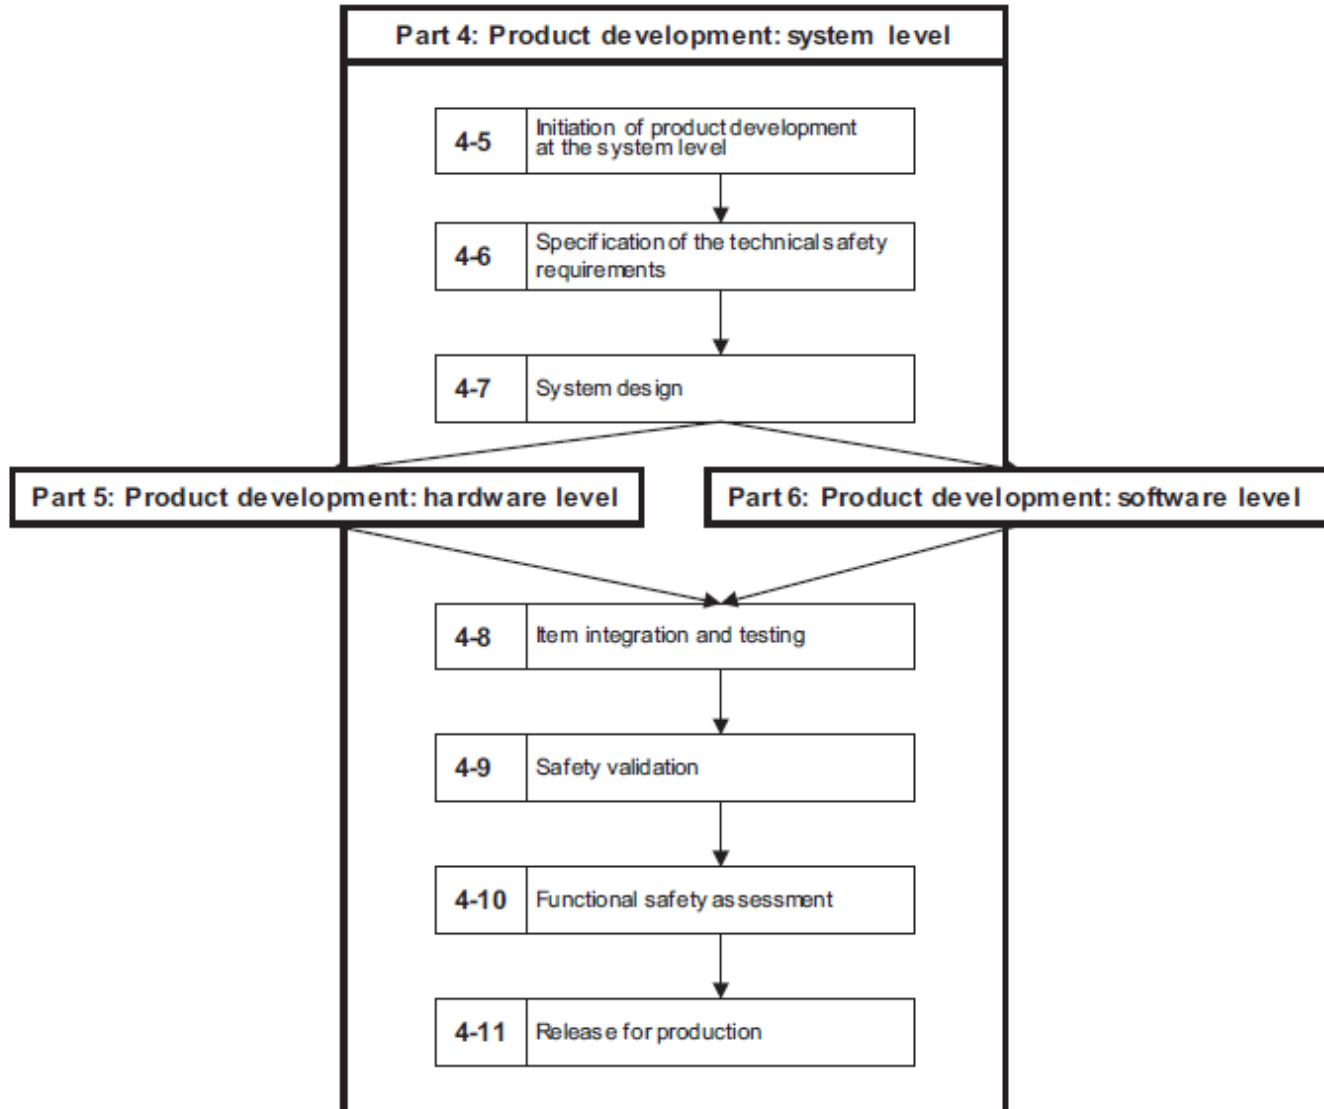 Part 4: Product development: system level
4-5
Initiation of product development
at the system level
4-6
Specification of the technical safety
requirements
4-7
System design
Part 5: Product development: hardware level
Part 6: Product development: software level
4-8
Item integration and testing
4-9
Safety validation
4-10
Functional safety assessment
4-11
Release for production